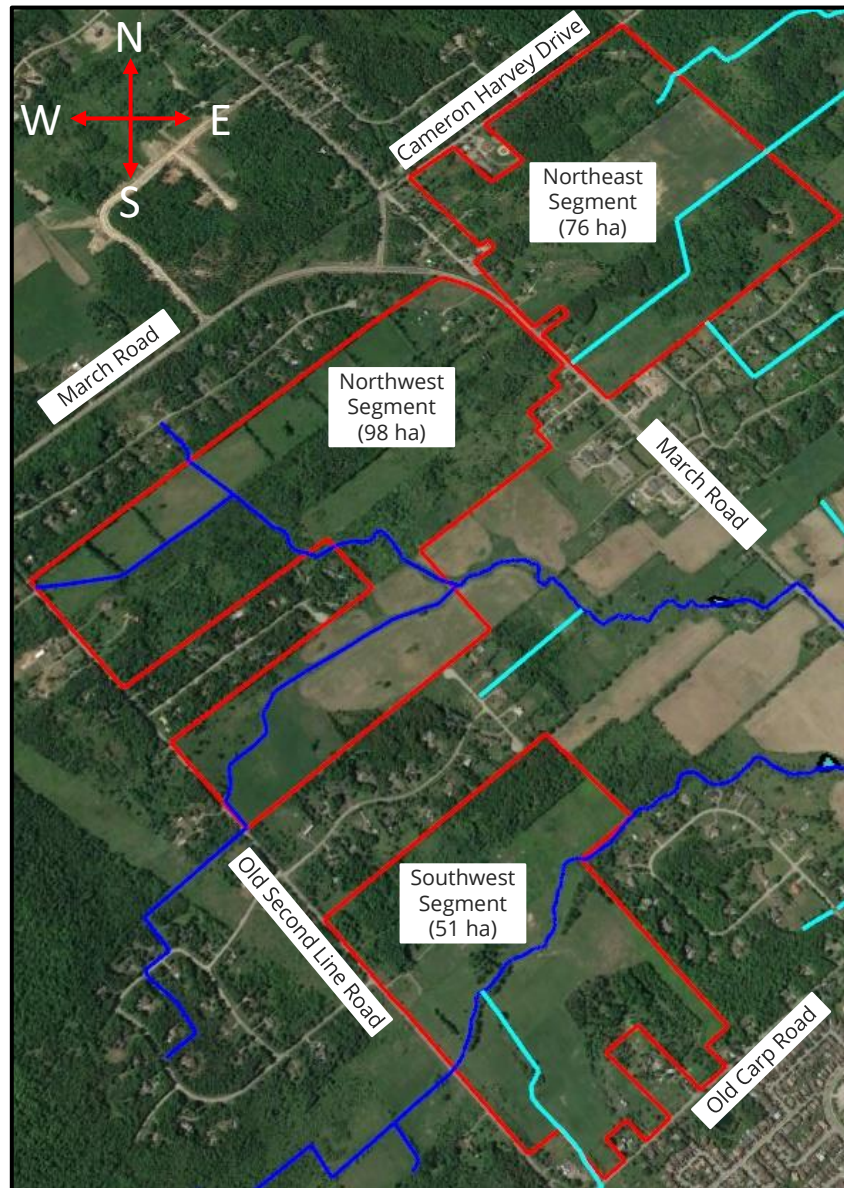 N
W E
S
Cameron Harvey Drive
Northeast
Segment
(76 ha)
March Road
Northwest
Segment
(98 ha)
March Road
Old Second Line Road
Southwest
Segment
(51 ha)
Old Carp Road